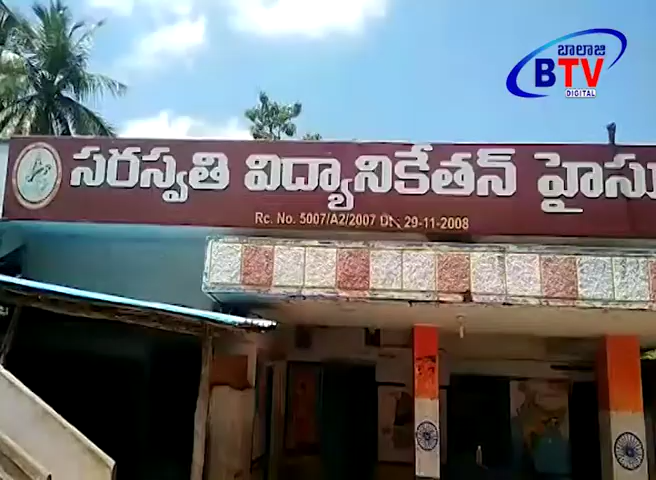 బాలాజి
BTV
DIGITAL
సరస్వతి విద్యానికేతన్ హైసు
Rc. No. 5007/A2/2007 Dt : 29-11-2008